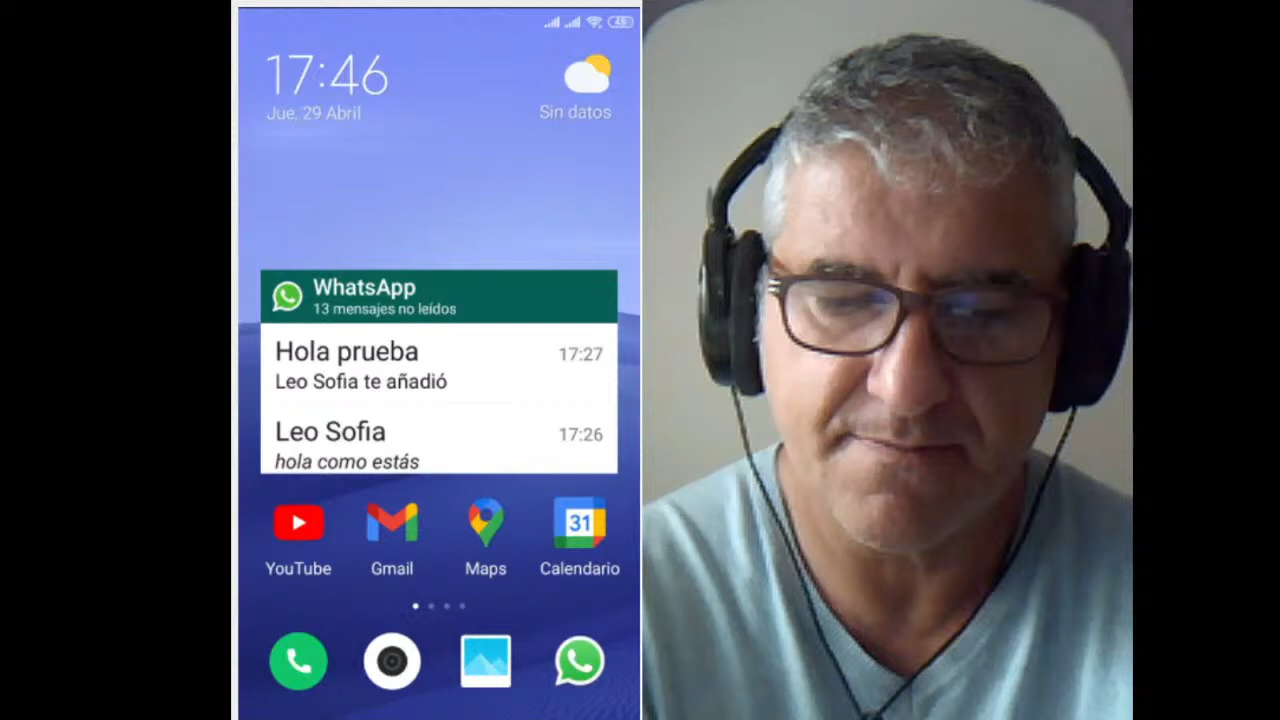 46
17:46
Jue. 29 Abril
Sin datos
WhatsApp
13 mensajes no leídos
Hola prueba 17:27
Leo Sofia te añadió
Leo Sofia 17:26
hola como estás
31
YouTube Gmail Maps Calendario